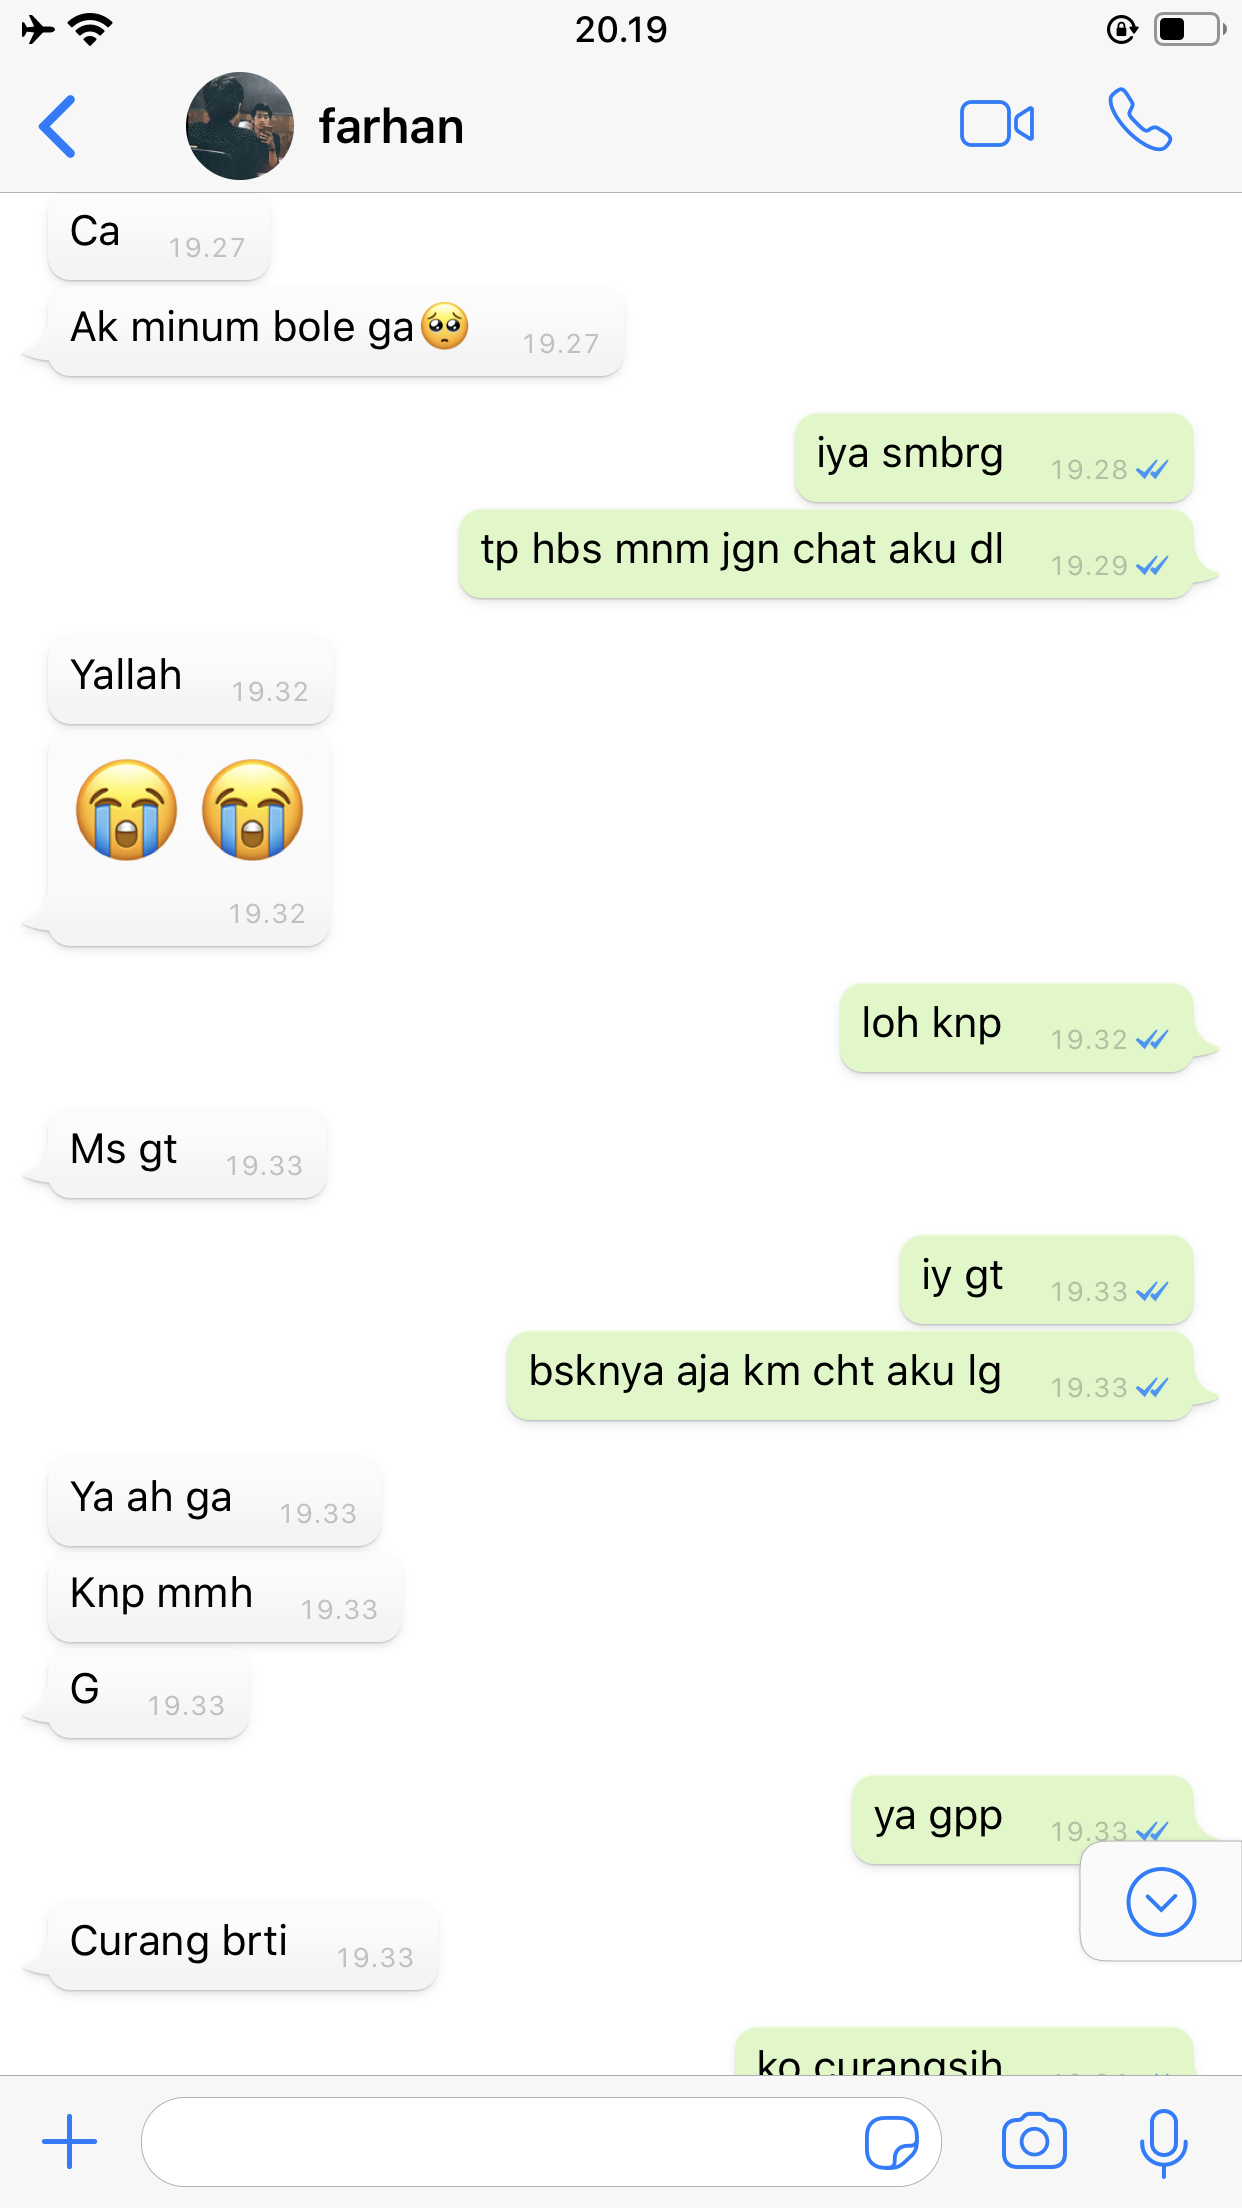 20.19
farhan
Ca 19.27
Ak minum bole ga🥺 19.27
iya smbrg 19.28
tp hbs mnm jgn chat aku dl 19.29
Yallah 19.32
😭😭
19.32
loh knp 19.32
Ms gt 19.33
iy gt 19.33
bsknya aja km cht aku lg 19.33
Ya ah ga 19.33
Knp mmh 19.33
G 19.33
ya gpp 19.33
Curang brti 19.33
ko curangsih